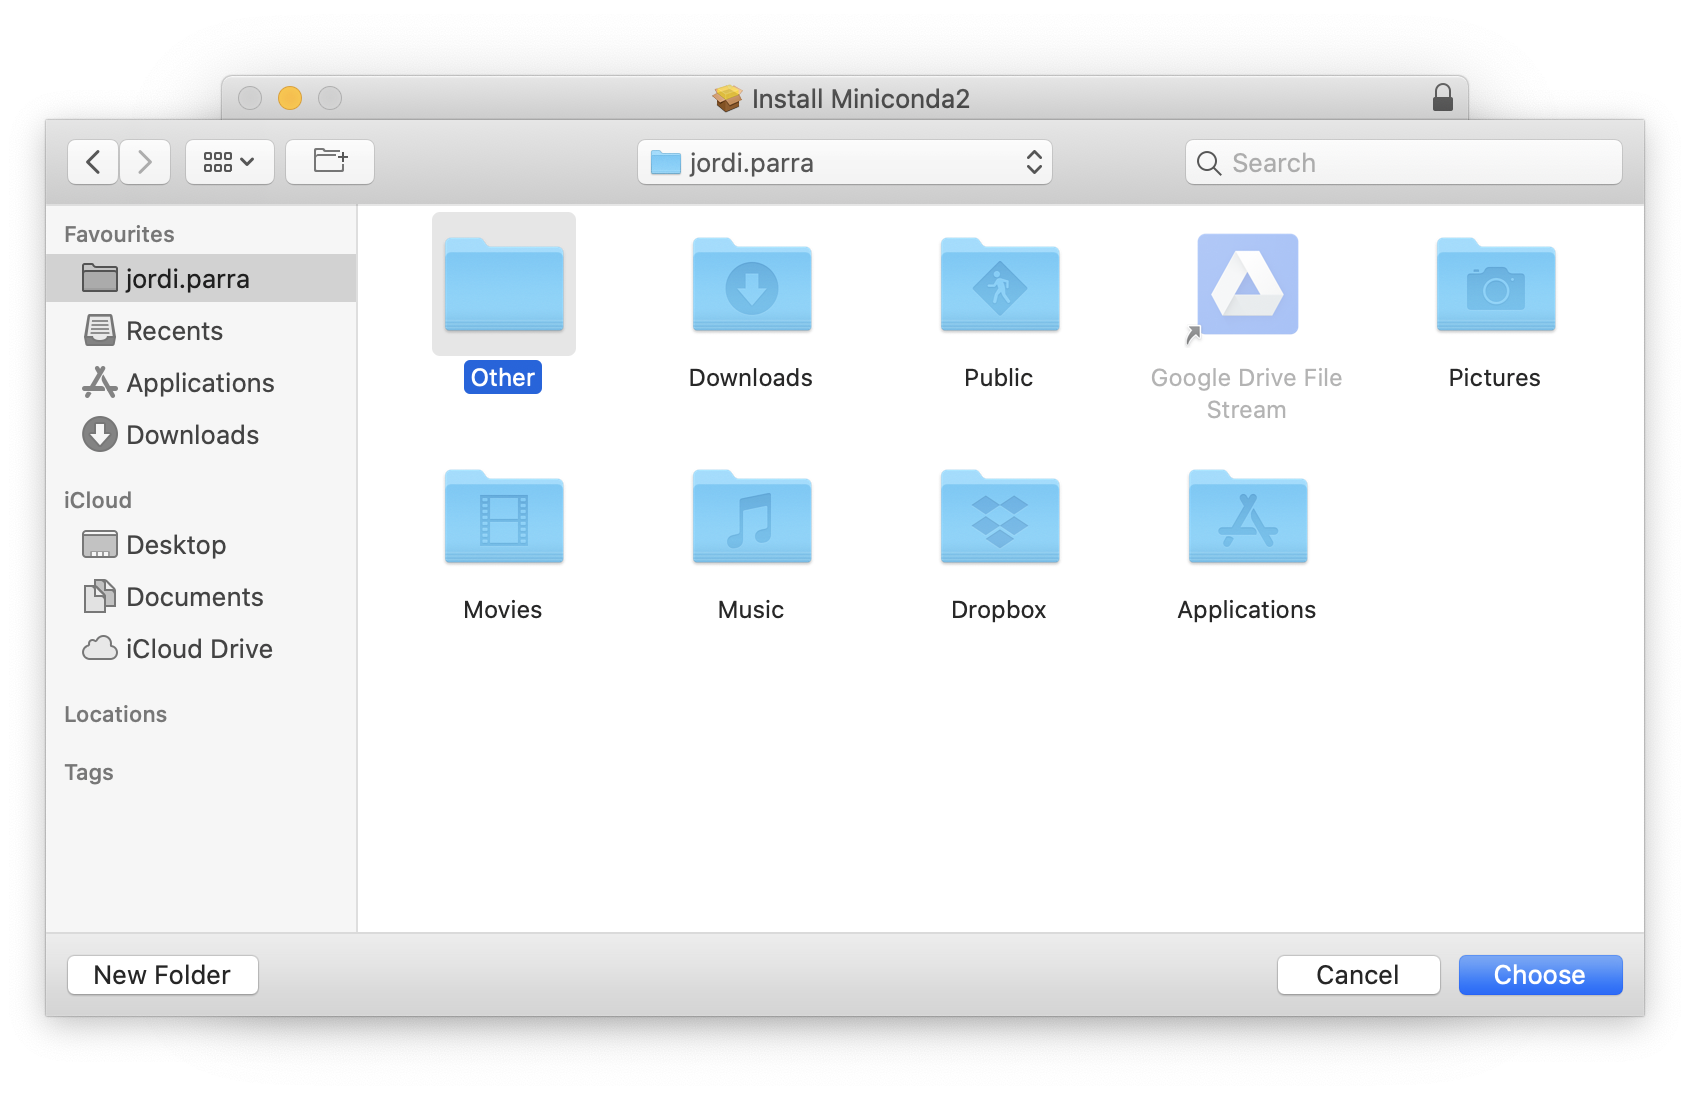 Install Miniconda2
jordi.parra
Search
Favourites
jordi.parra
Recents
Applications
Downloads
iCloud
Desktop
Documents
iCloud Drive
Locations
Tags
Other
Downloads
Public
Google Drive File
Stream
Pictures
Movies
Music
Dropbox
Applications
New Folder
Cancel
Choose